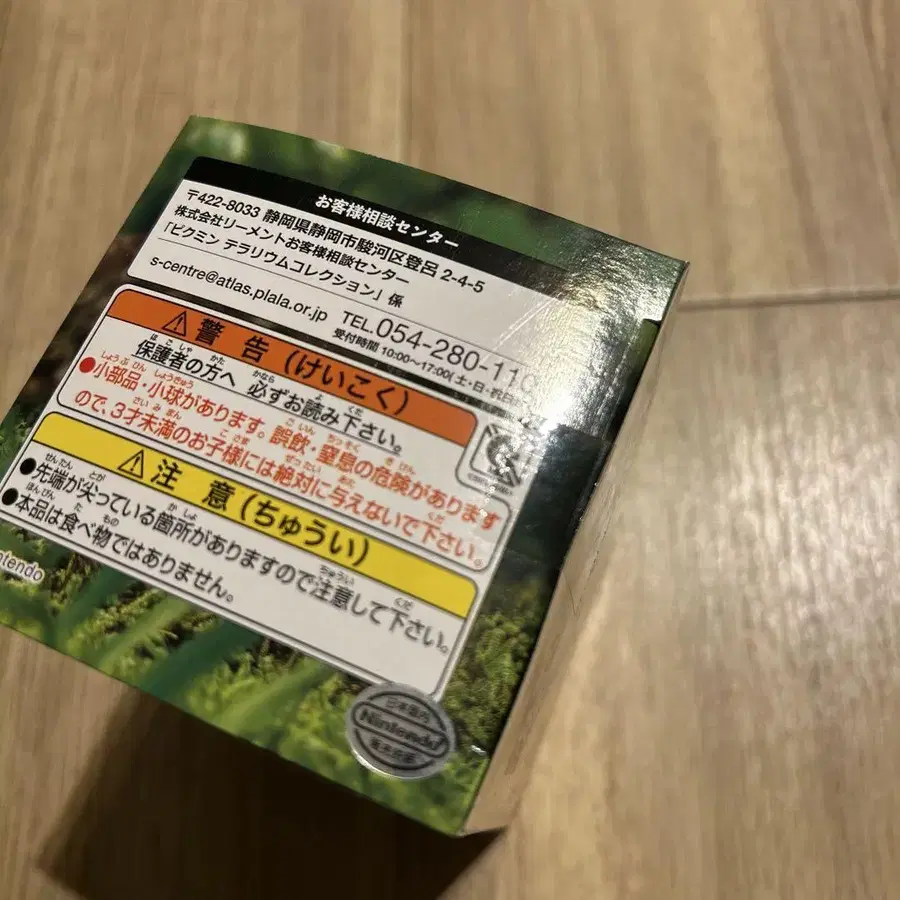 お客様相談センター
〒422-8033 静岡県静岡市駿河区登呂 2-4-5
株式会社リーメントお客様相談センター
「ピクミン テラリウムコレクション」係
s-centre@atlas.plala.or.jp TEL.054-280-110
受付時間 10:00〜17:00(土・日・祝日
⚠ 警告 (けいこく)
保護者の方へ 必ずお読み下さい。
●小部品・小球があります。誤飲・窒息の危険があります
ので、3才未満のお子様には絶対に与えないで下さい。
⚠ 注意 (ちゅうい)
●先端が尖っている箇所がありますので注意して下さい。
●本品は食べ物ではありません。
ntendo
日本国内
Nintendo
販売許諾